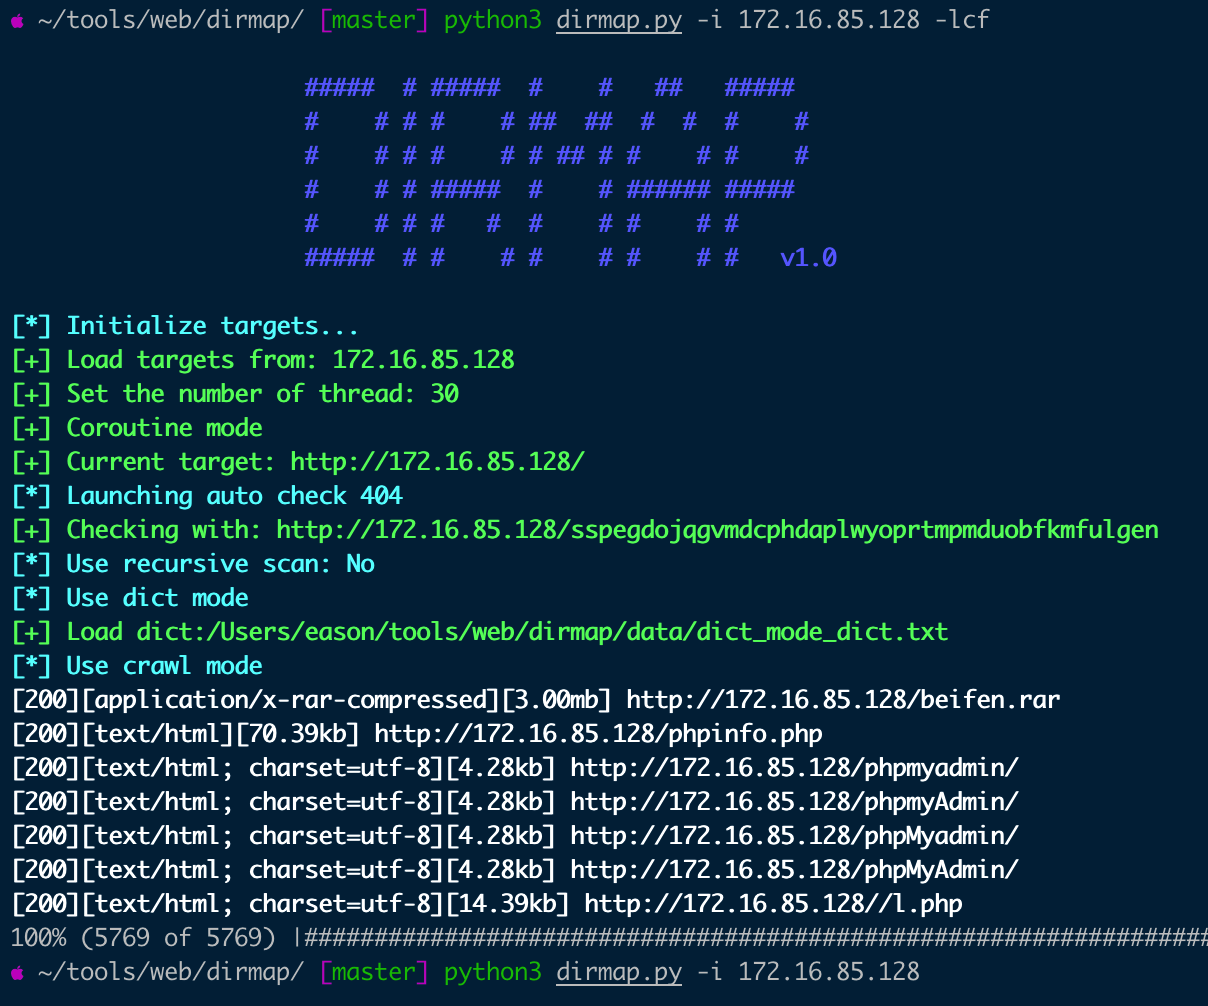 ~/tools/web/dirmap/ [master] python3 dirmap.py -i 172.16.85.128 -lcf
##### # ##### # # ## #####
# # # # # ## ## # # # #
# # # # # # ## # # # # #
# # # ##### # # ###### #####
# # # # # # # # # #
##### # # # # # # # # v1.0
[*] Initialize targets...
[+] Load targets from: 172.16.85.128
[+] Set the number of thread: 30
[+] Coroutine mode
[+] Current target: http://172.16.85.128/
[*] Launching auto check 404
[+] Checking with: http://172.16.85.128/sspegdojqgvmdcphdaplwyoprtmpmduobfkmfulgen
[*] Use recursive scan: No
[*] Use dict mode
[+] Load dict:/Users/eason/tools/web/dirmap/data/dict_mode_dict.txt
[*] Use crawl mode
[200][application/x-rar-compressed][3.00mb] http://172.16.85.128/beifen.rar
[200][text/html][70.39kb] http://172.16.85.128/phpinfo.php
[200][text/html; charset=utf-8][4.28kb] http://172.16.85.128/phpmyadmin/
[200][text/html; charset=utf-8][4.28kb] http://172.16.85.128/phpmyAdmin/
[200][text/html; charset=utf-8][4.28kb] http://172.16.85.128/phpMyadmin/
[200][text/html; charset=utf-8][4.28kb] http://172.16.85.128/phpMyAdmin/
[200][text/html; charset=utf-8][14.39kb] http://172.16.85.128//l.php
100% (5769 of 5769) |#################################################################
~/tools/web/dirmap/ [master] python3 dirmap.py -i 172.16.85.128